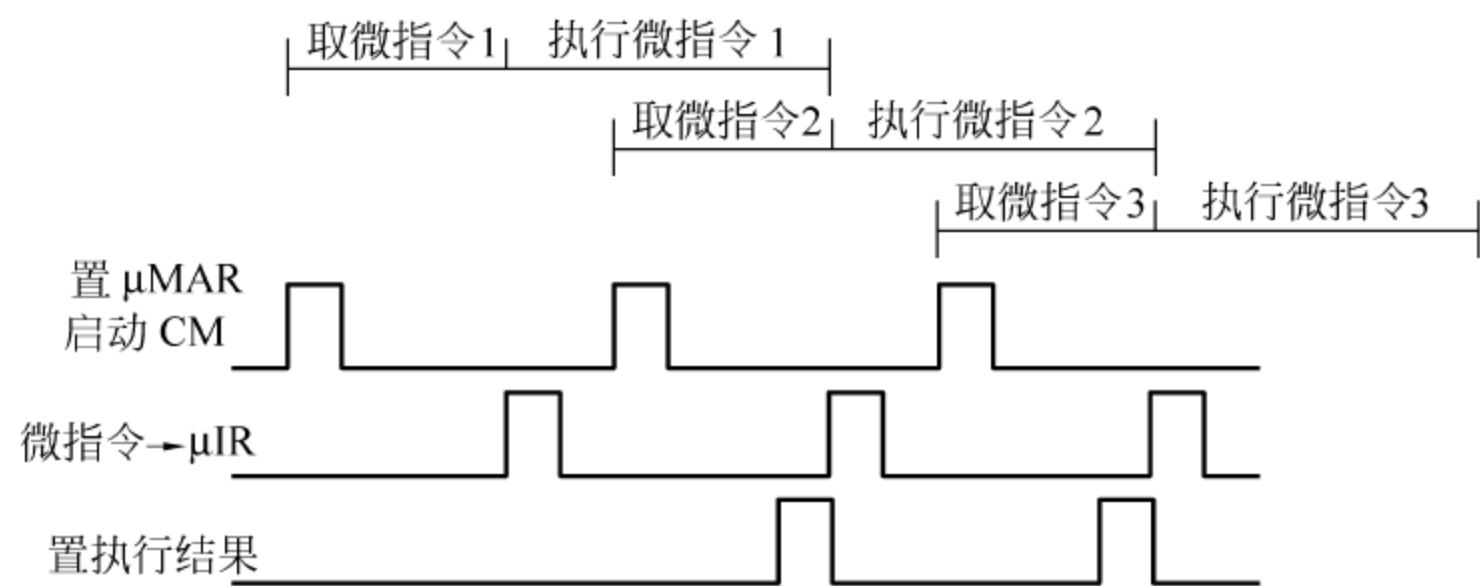 取微指令1 执行微指令 1
取微指令2 执行微指令2
取微指令3 执行微指令3
置 μMAR
启动 CM
微指令→μIR
置执行结果